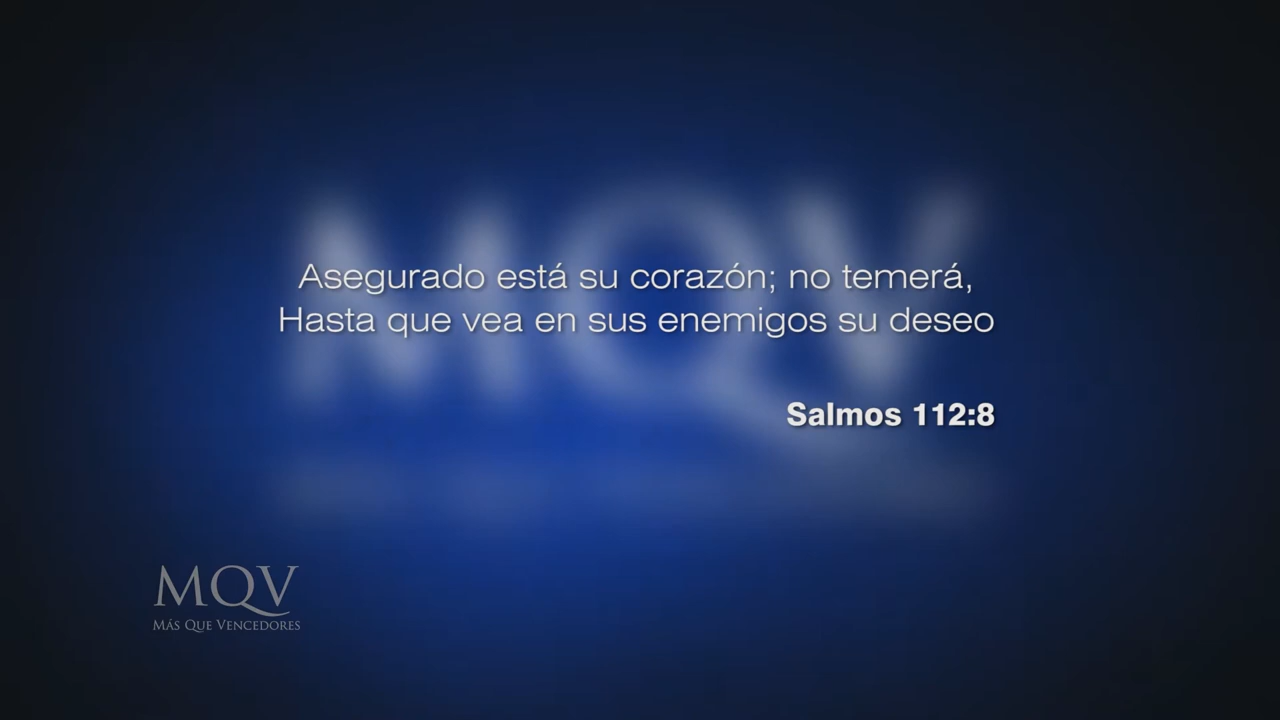 Asegurado está su corazón; no temerá,
Hasta que vea en sus enemigos su deseo
Salmos 112:8
MQV
MÁS QUE VENCEDORES